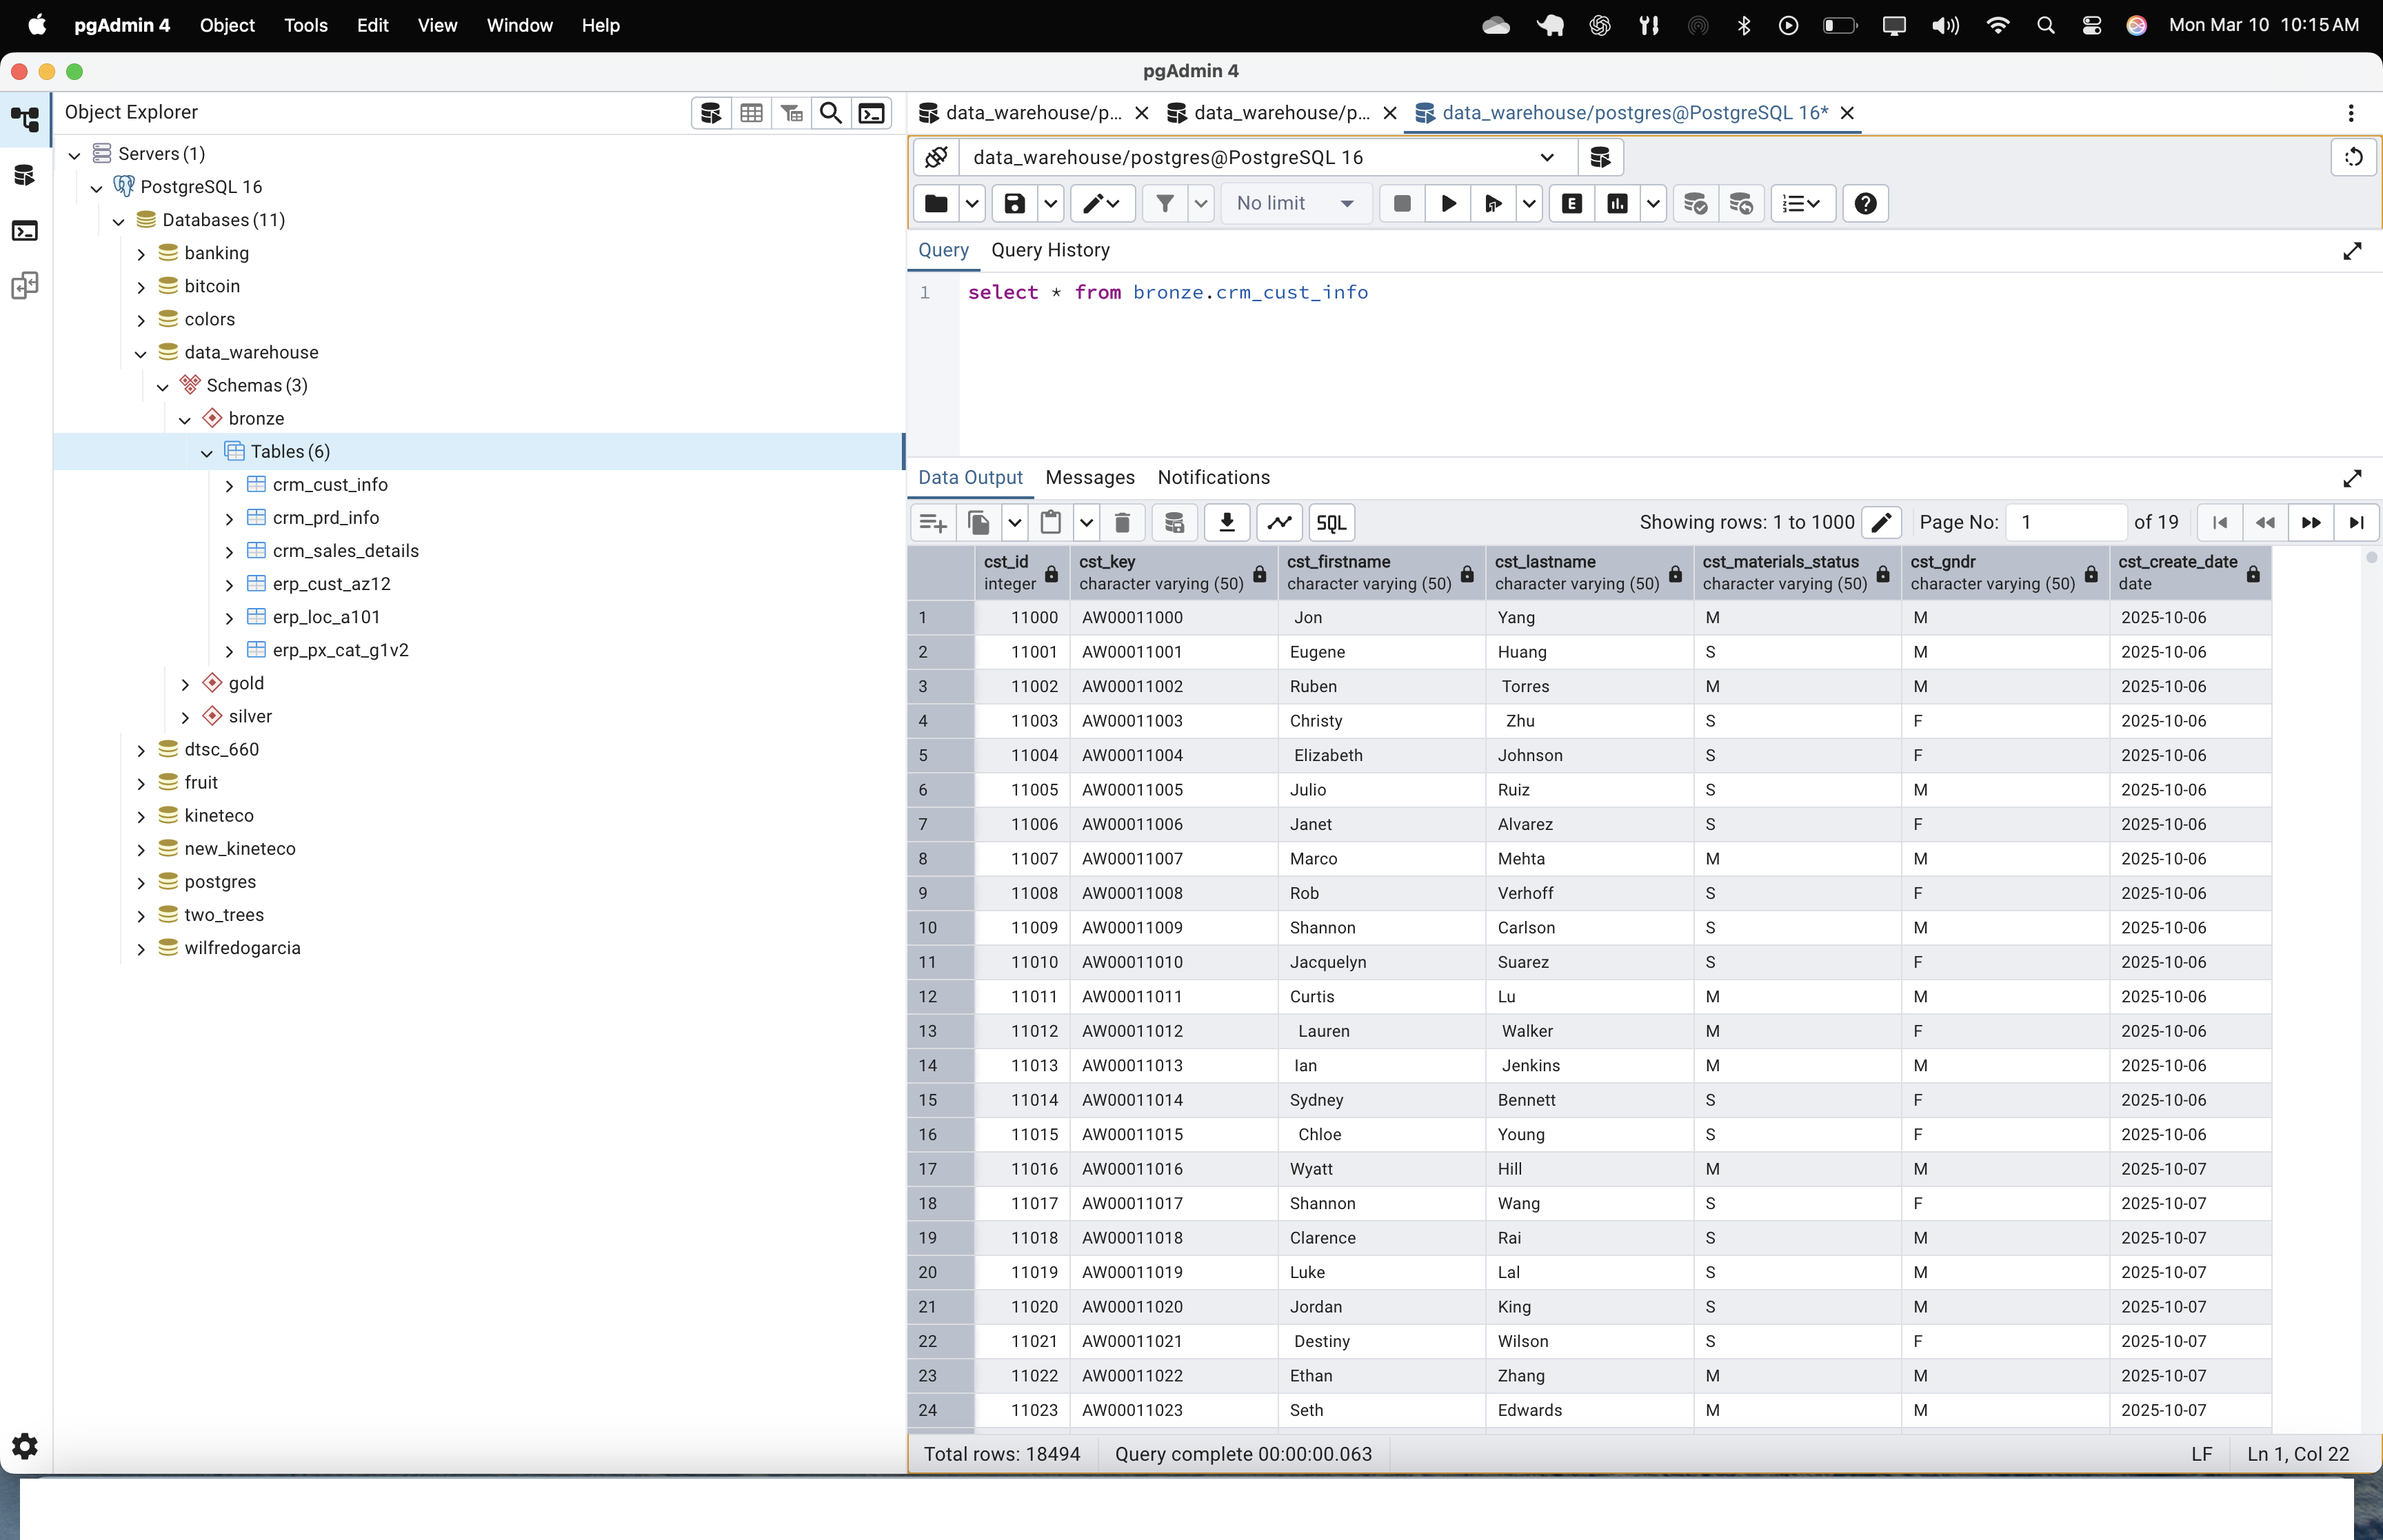 pgAdmin 4 Object Tools Edit View Window Help Mon Mar 10 10:15 AM
pgAdmin 4
Object Explorer
Servers (1)
PostgreSQL 16
Databases (11)
banking
bitcoin
colors
data_warehouse
Schemas (3)
bronze
Tables (6)
crm_cust_info
crm_prd_info
crm_sales_details
erp_cust_az12
erp_loc_a101
erp_px_cat_g1v2
gold
silver
dtsc_660
fruit
kineteco
new_kineteco
postgres
two_trees
wilfredogarcia
data_warehouse/p... data_warehouse/p... data_warehouse/postgres@PostgreSQL 16*
data_warehouse/postgres@PostgreSQL 16
No limit E
Query Query History
1 select * from bronze.crm_cust_info
Data Output Messages Notifications
SQL Showing rows: 1 to 1000 Page No: 1 of 19
cst_id cst_key cst_firstname cst_lastname cst_materials_status cst_gndr cst_create_date
integer character varying (50) character varying (50) character varying (50) character varying (50) character varying (50) date
1 11000 AW00011000 Jon Yang M M 2025-10-06
2 11001 AW00011001 Eugene Huang S M 2025-10-06
3 11002 AW00011002 Ruben Torres M M 2025-10-06
4 11003 AW00011003 Christy Zhu S F 2025-10-06
5 11004 AW00011004 Elizabeth Johnson S F 2025-10-06
6 11005 AW00011005 Julio Ruiz S M 2025-10-06
7 11006 AW00011006 Janet Alvarez S F 2025-10-06
8 11007 AW00011007 Marco Mehta M M 2025-10-06
9 11008 AW00011008 Rob Verhoff S F 2025-10-06
10 11009 AW00011009 Shannon Carlson S M 2025-10-06
11 11010 AW00011010 Jacquelyn Suarez S F 2025-10-06
12 11011 AW00011011 Curtis Lu M M 2025-10-06
13 11012 AW00011012 Lauren Walker M F 2025-10-06
14 11013 AW00011013 Ian Jenkins M M 2025-10-06
15 11014 AW00011014 Sydney Bennett S F 2025-10-06
16 11015 AW00011015 Chloe Young S F 2025-10-06
17 11016 AW00011016 Wyatt Hill M M 2025-10-07
18 11017 AW00011017 Shannon Wang S F 2025-10-07
19 11018 AW00011018 Clarence Rai S M 2025-10-07
20 11019 AW00011019 Luke Lal S M 2025-10-07
21 11020 AW00011020 Jordan King S M 2025-10-07
22 11021 AW00011021 Destiny Wilson S F 2025-10-07
23 11022 AW00011022 Ethan Zhang M M 2025-10-07
24 11023 AW00011023 Seth Edwards M M 2025-10-07
Total rows: 18494 Query complete 00:00:00.063 LF Ln 1, Col 22